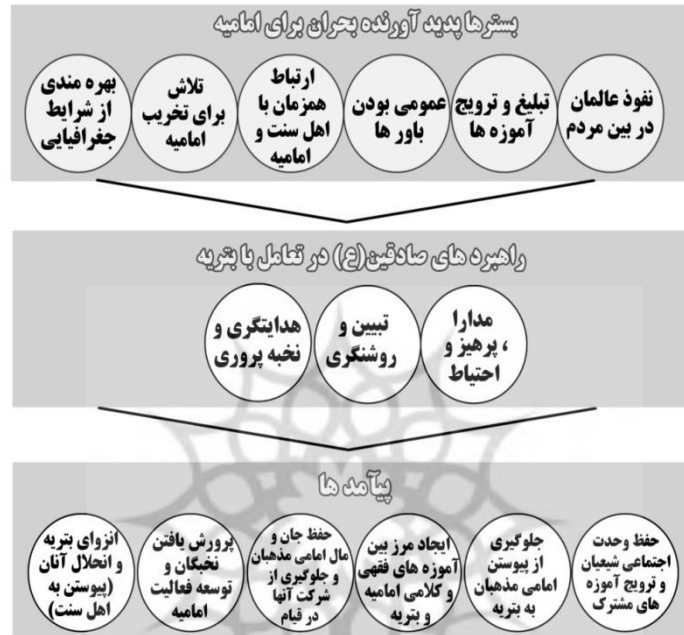 بسترها پدید آورنده بحران برای امامیه
نفوذ عالمان
در بین مردم
تبلیغ و ترویج
آموزه ها
عمومی بودن
باور ها
ارتباط
همزمان با
اهل سنت و
امامیه
تلاش
برای تخریب
امامیه
بهره مندی
از شرایط
جغرافیایی
راهبرد های صادقین(ع) در تعامل با بتریه
مدارا
، پرهیز و
احتیاط
تبیین و
روشنگری
هدایتگری و
نخبه پروری
پیآمد ها
حفظ وحدت
اجتماعی شیعیان
و ترویج آموزه
های مشترک
جلوگیری
از پیوستن
امامی مذهبان
به بتریه
ایجاد مرز بین
آموزه های فقهی
و کلامی امامیه
و بتریه
حفظ جان و
مال امامی مذهبان
و جلوگیری از
شرکت آنها
در قیام
پرورش یافتن
نخبگان و
توسعه فعالیت
امامیه
انزوای بتریه
و انحلال آنان
(پیوستن به
اهل سنت)